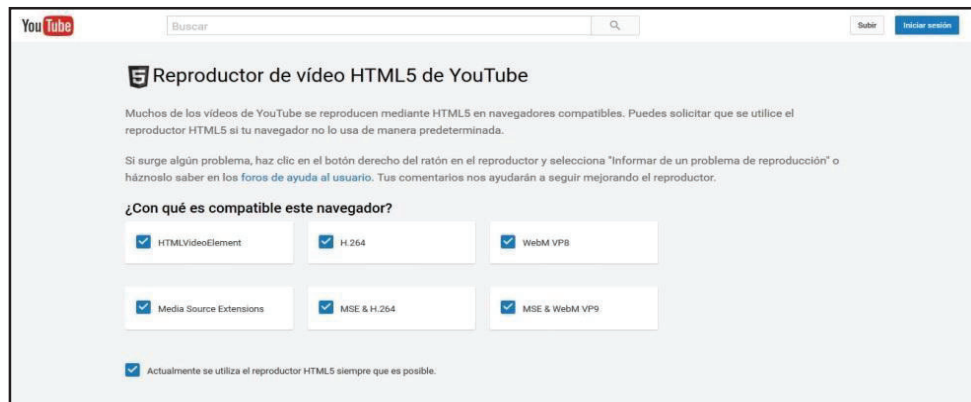 YouTube
Buscar
Subir
Iniciar sesión
Reproductor de vídeo HTML5 de YouTube
Muchos de los vídeos de YouTube se reproducen mediante HTML5 en navegadores compatibles. Puedes solicitar que se utilice el
reproductor HTML5 si tu navegador no lo usa de manera predeterminada.
Si surge algún problema, haz clic en el botón derecho del ratón en el reproductor y selecciona "Informar de un problema de reproducción" o
háznoslo saber en los foros de ayuda al usuario. Tus comentarios nos ayudarán a seguir mejorando el reproductor.
¿Con qué es compatible este navegador?
HTMLVideoElement
H.264
WebM VP8
Media Source Extensions
MSE & H.264
MSE & WebM VP9
Actualmente se utiliza el reproductor HTML5 siempre que es posible.